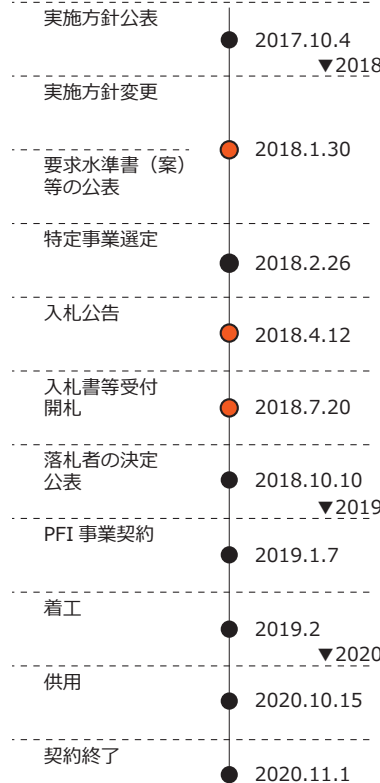 実施方針公表
2017.10.4
▼2018
実施方針変更
2018.1.30
要求水準書（案）
等の公表
特定事業選定
2018.2.26
入札公告
2018.4.12
入札書等受付
開札
2018.7.20
落札者の決定
公表
2018.10.10
▼2019
PFI 事業契約
2019.1.7
着工
2019.2
▼2020
供用
2020.10.15
契約終了
2020.11.1